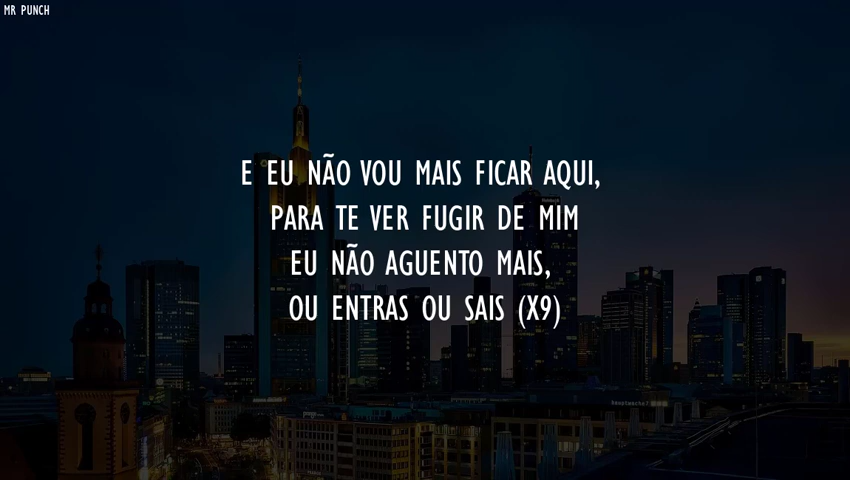 MR PUNCH
E EU NÃO VOU MAIS FICAR AQUI,
PARA TE VER FUGIR DE MIM
EU NÃO AGUENTO MAIS,
OU ENTRAS OU SAIS (X9)